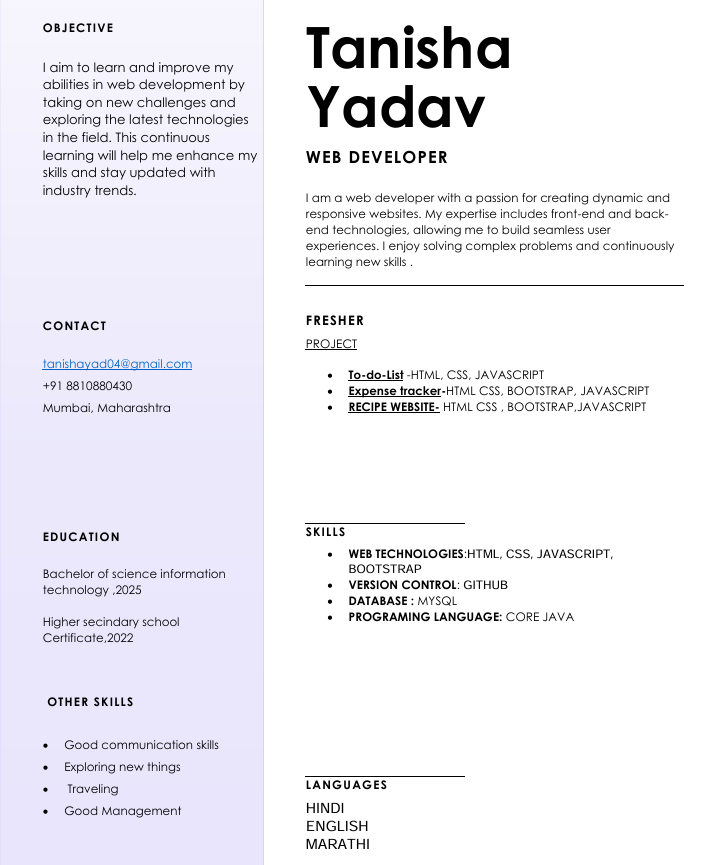 OBJECTIVE
I aim to learn and improve my
abilities in web development by
taking on new challenges and
exploring the latest technologies
in the field. This continuous
learning will help me enhance my
skills and stay updated with
industry trends.
CONTACT
tanishayad04@gmail.com
+91 8810880430
Mumbai, Maharashtra
EDUCATION
Bachelor of science information
technology ,2025
Higher secindary school
Certificate,2022
OTHER SKILLS
• Good communication skills
• Exploring new things
• Traveling
• Good Management
Tanisha
Yadav
WEB DEVELOPER
I am a web developer with a passion for creating dynamic and
responsive websites. My expertise includes front-end and back-
end technologies, allowing me to build seamless user
experiences. I enjoy solving complex problems and continuously
learning new skills .
FRESHER
PROJECT
• To-do-List -HTML, CSS, JAVASCRIPT
• Expense tracker-HTML CSS, BOOTSTRAP, JAVASCRIPT
• RECIPE WEBSITE- HTML CSS , BOOTSTRAP,JAVASCRIPT
SKILLS
• WEB TECHNOLOGIES:HTML, CSS, JAVASCRIPT,
BOOTSTRAP
• VERSION CONTROL: GITHUB
• DATABASE : MYSQL
• PROGRAMING LANGUAGE: CORE JAVA
LANGUAGES
HINDI
ENGLISH
MARATHI